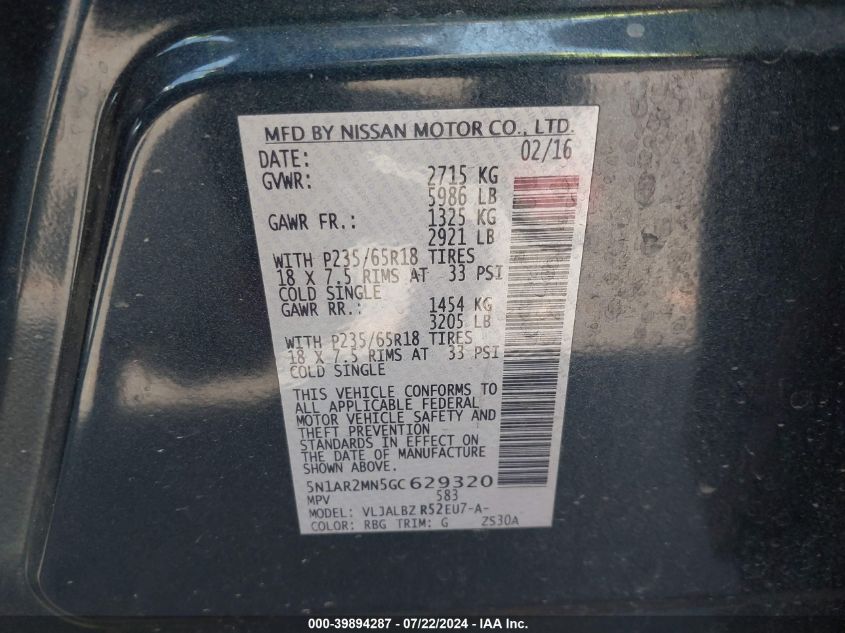 MFD BY NISSAN MOTOR CO., LTD.
DATE: 02/16
GVWR: 2715 KG
5986 LB
GAWR FR.: 1325 KG
2921 LB
WITH P235/65R18 TIRES
18 X 7.5 RIMS AT 33 PSI
COLD SINGLE
GAWR RR.: 1454 KG
3205 LB
WITH P235/65R18 TIRES
18 X 7.5 RIMS AT 33 PSI
COLD SINGLE
THIS VEHICLE CONFORMS TO
ALL APPLICABLE FEDERAL
MOTOR VEHICLE SAFETY AND
THEFT PREVENTION
STANDARDS IN EFFECT ON
THE DATE OF MANUFACTURE
SHOWN ABOVE.
5N1AR2MN5GC629320
MPV 583
MODEL: VLJALBZ R52EU7-A-
COLOR: RBG TRIM: G ZS30A
000-39894287 - 07/22/2024 - IAA Inc.